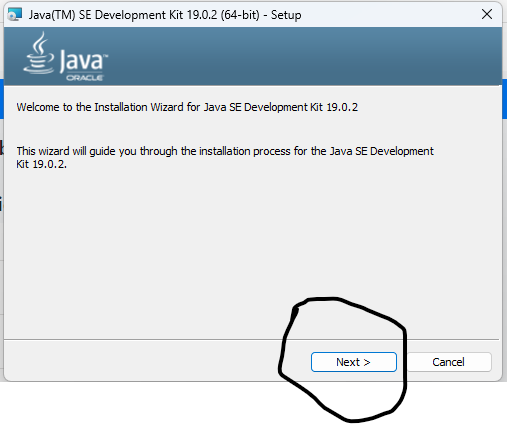 Java(TM) SE Development Kit 19.0.2 (64-bit) - Setup
Java™
ORACLE
Welcome to the Installation Wizard for Java SE Development Kit 19.0.2
This wizard will guide you through the installation process for the Java SE Development
Kit 19.0.2.
Next >
Cancel